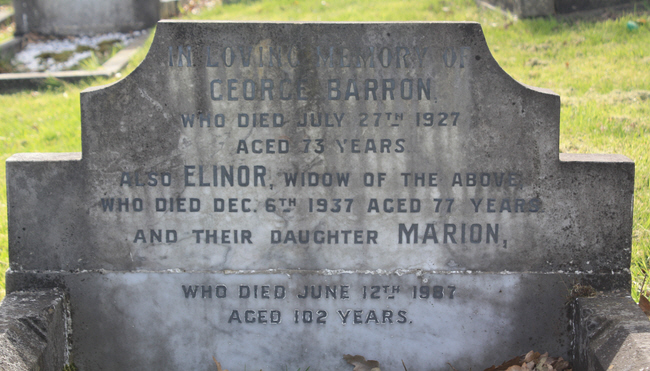 IN LOVING MEMORY OF
GEORGE BARRON
WHO DIED JULY 27TH 1927
AGED 73 YEARS
ALSO ELINOR, WIDOW OF THE ABOVE,
WHO DIED DEC. 6TH 1937 AGED 77 YEARS
AND THEIR DAUGHTER MARION,
WHO DIED JUNE 12TH 1987
AGED 102 YEARS.